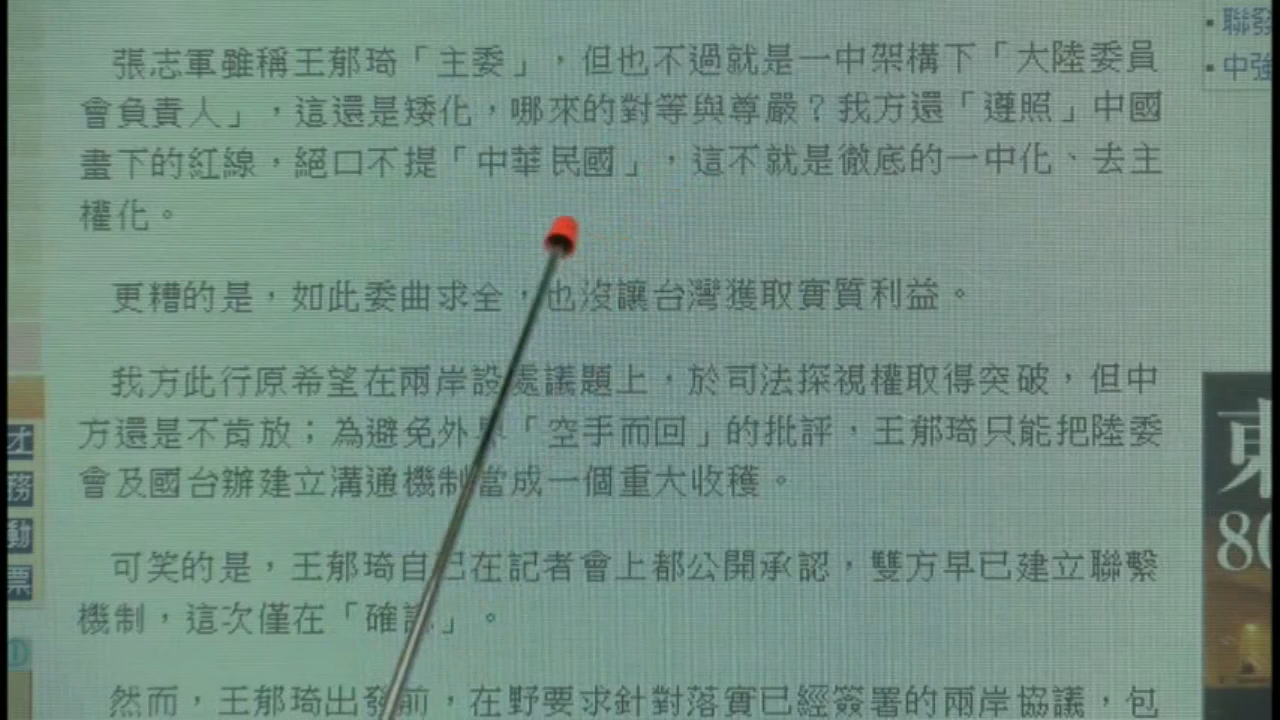 張志軍雖稱王郁琦「主委」，但也不過就是一中架構下「大陸委員
會負責人」，這還是矮化，哪來的對等與尊嚴？我方還「遵照」中國
畫下的紅線，絕口不提「中華民國」，這不就是徹底的一中化、去主
權化。
更糟的是，如此委曲求全，也沒讓台灣獲取實質利益。
我方此行原希望在兩岸設處議題上，於司法探視權取得突破，但中
方還是不肯放；為避免外界「空手而回」的批評，王郁琦只能把陸委
會及國台辦建立溝通機制當成一個重大收穫。
可笑的是，王郁琦自己在記者會上都公開承認，雙方早已建立聯繫
機制，這次僅在「確認」。
然而，王郁琦出發前，在野要求針對落實已經簽署的兩岸協議，包
・聯發
・中強
才
務
動
票
東
80